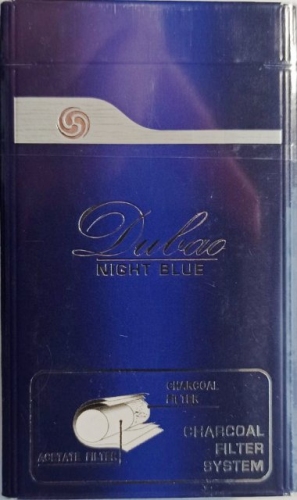 Dubao
NIGHT BLUE
CHARCOAL
FILTER
ACETATE FILTER
CHARCOAL
FILTER
SYSTEM